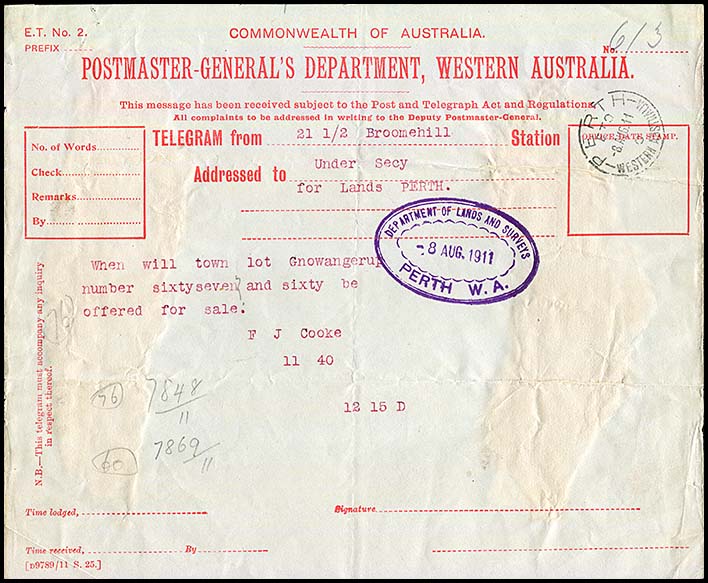 E.T. No. 2.
COMMONWEALTH OF AUSTRALIA.
PREFIX
No. 6/3
POSTMASTER-GENERAL'S DEPARTMENT, WESTERN AUSTRALIA.
This message has been received subject to the Post and Telegraph Act and Regulations.
All complaints to be addressed in writing to the Deputy Postmaster-General.
TELEGRAM from 21 1/2 Broomehill Station
OFFICE DATE STAMP.
PERTH
WESTERN
No. of Words
Check
Remarks
By
Addressed to Under Secy
for Lands PERTH.
DEPARTMENT OF LANDS AND SURVEYS
-8 AUG. 1911
PERTH W.A.
When will town lot Gnowangerup
number sixtyseven and sixty be
offered for sale.
F J Cooke
11 40
12 15 D
76
7848/11
60
7869/11
N.B.—This telegram must accompany any inquiry
in respect thereof.
Time lodged,
Signature
Time received,
By
[D9789/11 S. 25.]